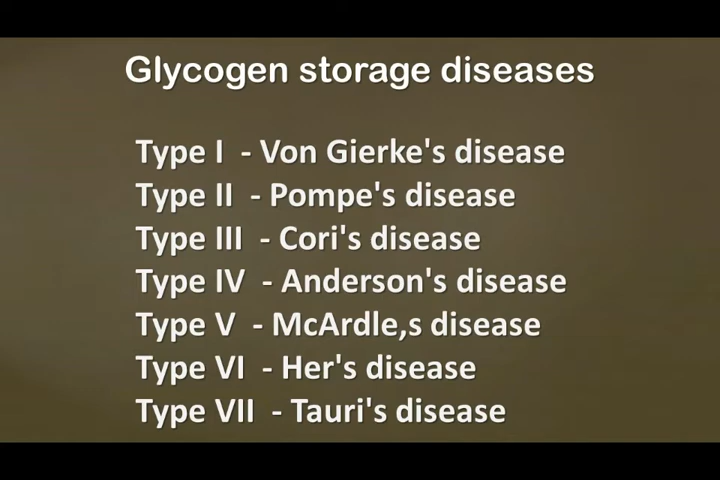 Glycogen storage diseases
Type I - Von Gierke's disease
Type II - Pompe's disease
Type III - Cori's disease
Type IV - Anderson's disease
Type V - McArdle,s disease
Type VI - Her's disease
Type VII - Tauri's disease